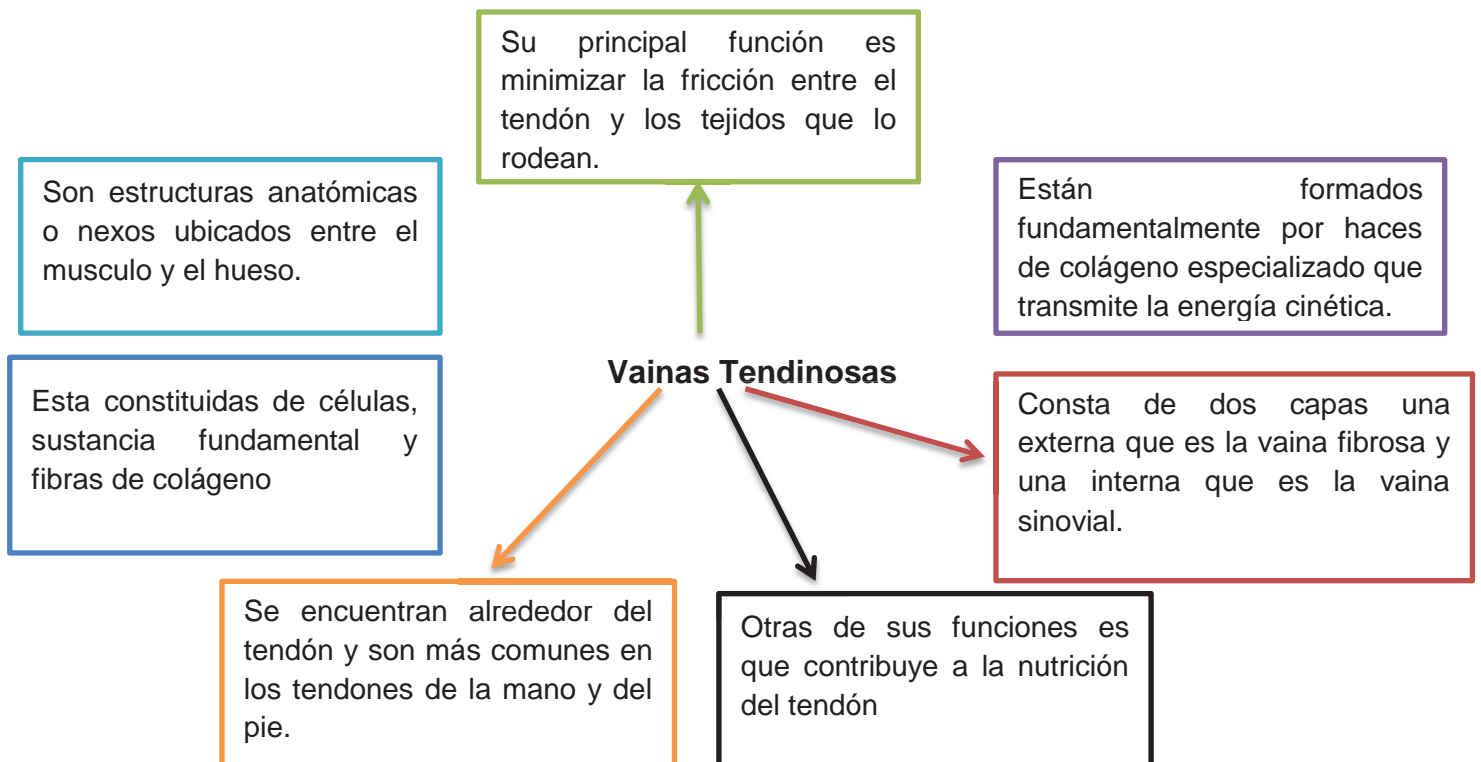 Su principal función es
minimizar la fricción entre el
tendón y los tejidos que lo
rodean.
Son estructuras anatómicas
o nexos ubicados entre el
musculo y el hueso.
Están formados
fundamentalmente por haces
de colágeno especializado que
transmite la energía cinética.
Vainas Tendinosas
Esta constituidas de células,
sustancia fundamental y
fibras de colágeno
Consta de dos capas una
externa que es la vaina fibrosa y
una interna que es la vaina
sinovial.
Se encuentran alrededor del
tendón y son más comunes en
los tendones de la mano y del
pie.
Otras de sus funciones es
que contribuye a la nutrición
del tendón